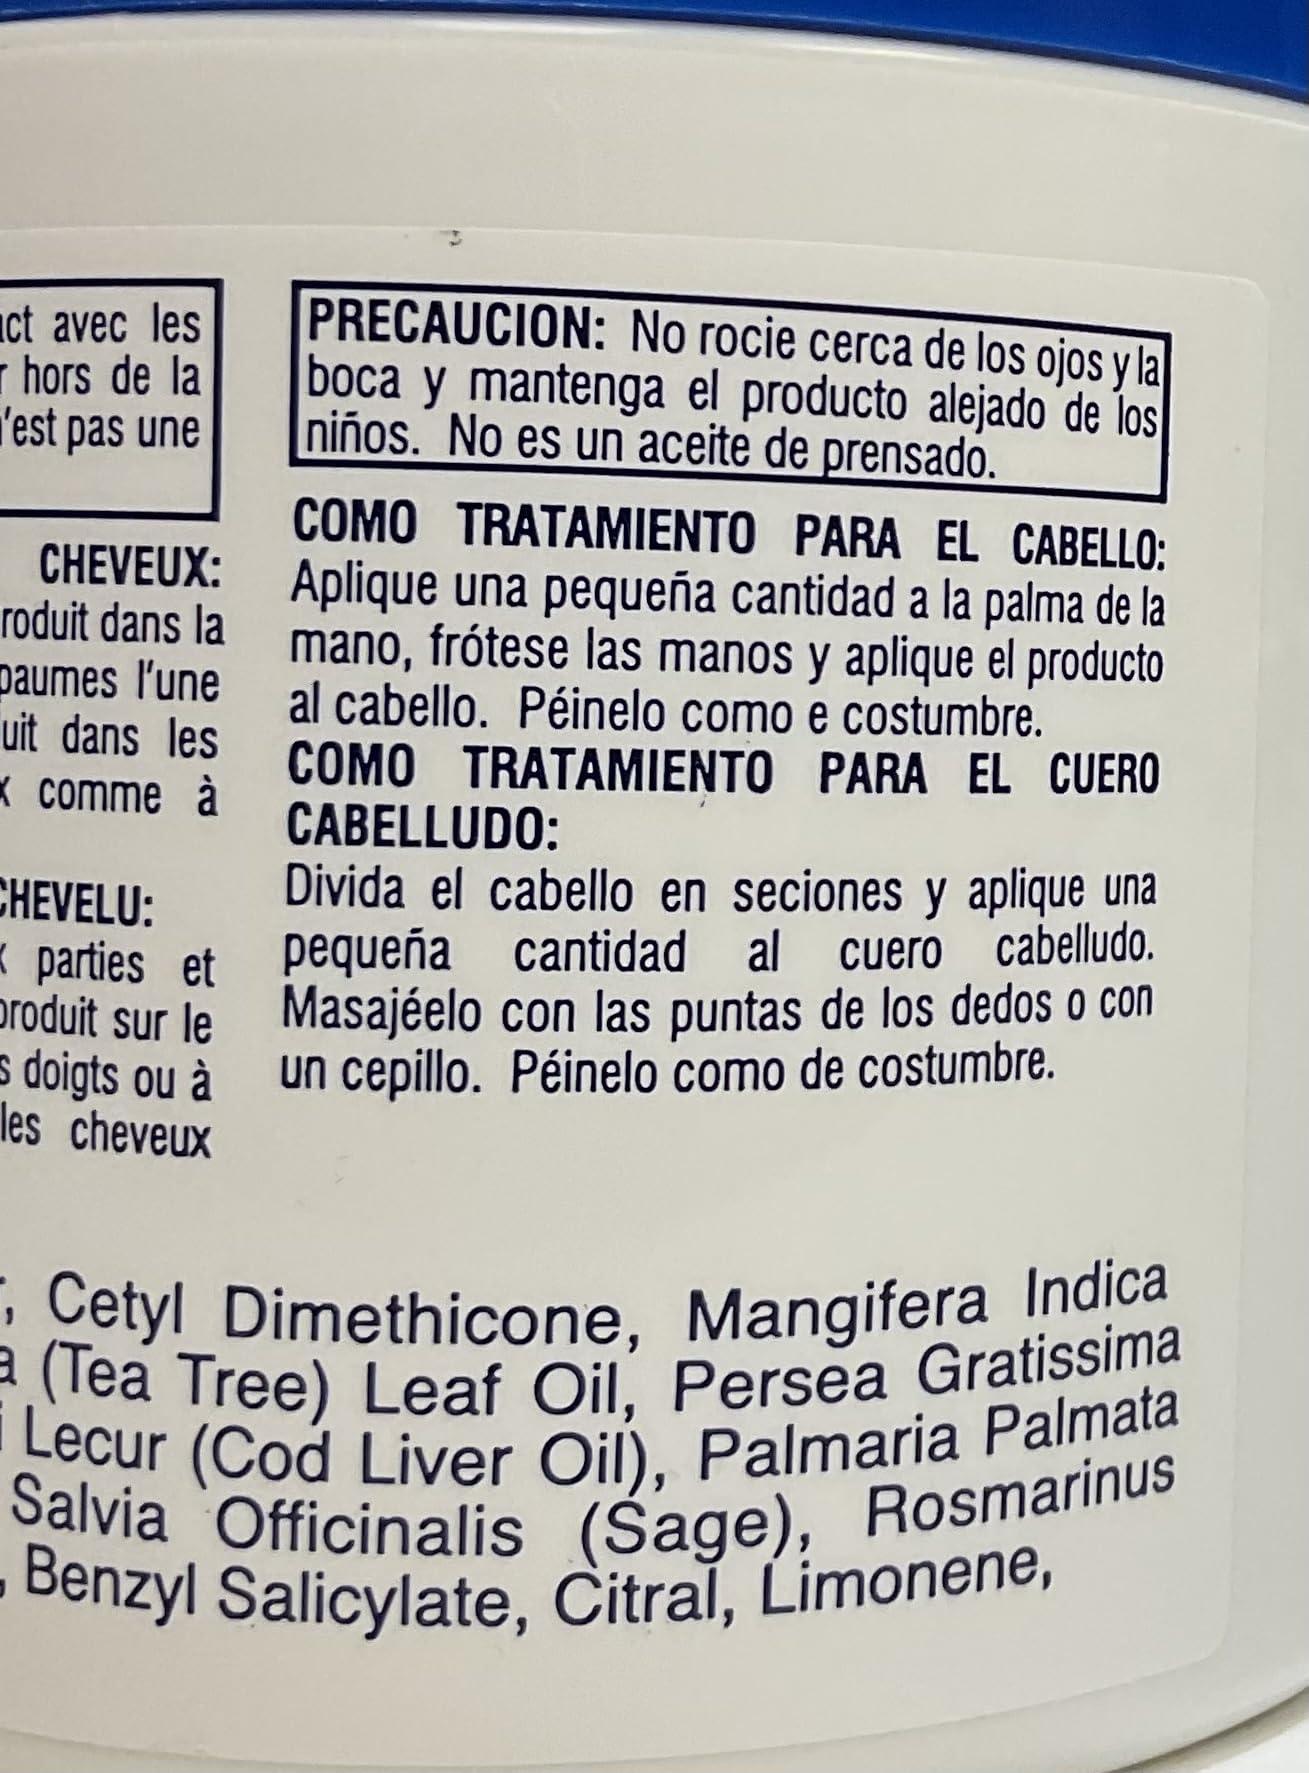 avec les
hors de la
n'est pas une
CHEVEUX:
roduit dans la
paumes l'une
uit dans les
comme à
CHEVELU:
parties et
produit sur le
s doigts ou à
les cheveux
PRECAUCION: No rocie cerca de los ojos y la
boca y mantenga el producto alejado de los
niños. No es un aceite de prensado.
COMO TRATAMIENTO PARA EL CABELLO:
Aplique una pequeña cantidad a la palma de la
mano, frótese las manos y aplique el producto
al cabello. Péinelo como e costumbre.
COMO TRATAMIENTO PARA EL CUERO
CABELLUDO:
Divida el cabello en seciones y aplique una
pequeña cantidad al cuero cabelludo.
Masajéelo con las puntas de los dedos o con
un cepillo. Péinelo como de costumbre.
, Cetyl Dimethicone, Mangifera Indica
(Tea Tree) Leaf Oil, Persea Gratissima
Lecur (Cod Liver Oil), Palmaria Palmata
Salvia Officinalis (Sage), Rosmarinus
, Benzyl Salicylate, Citral, Limonene,